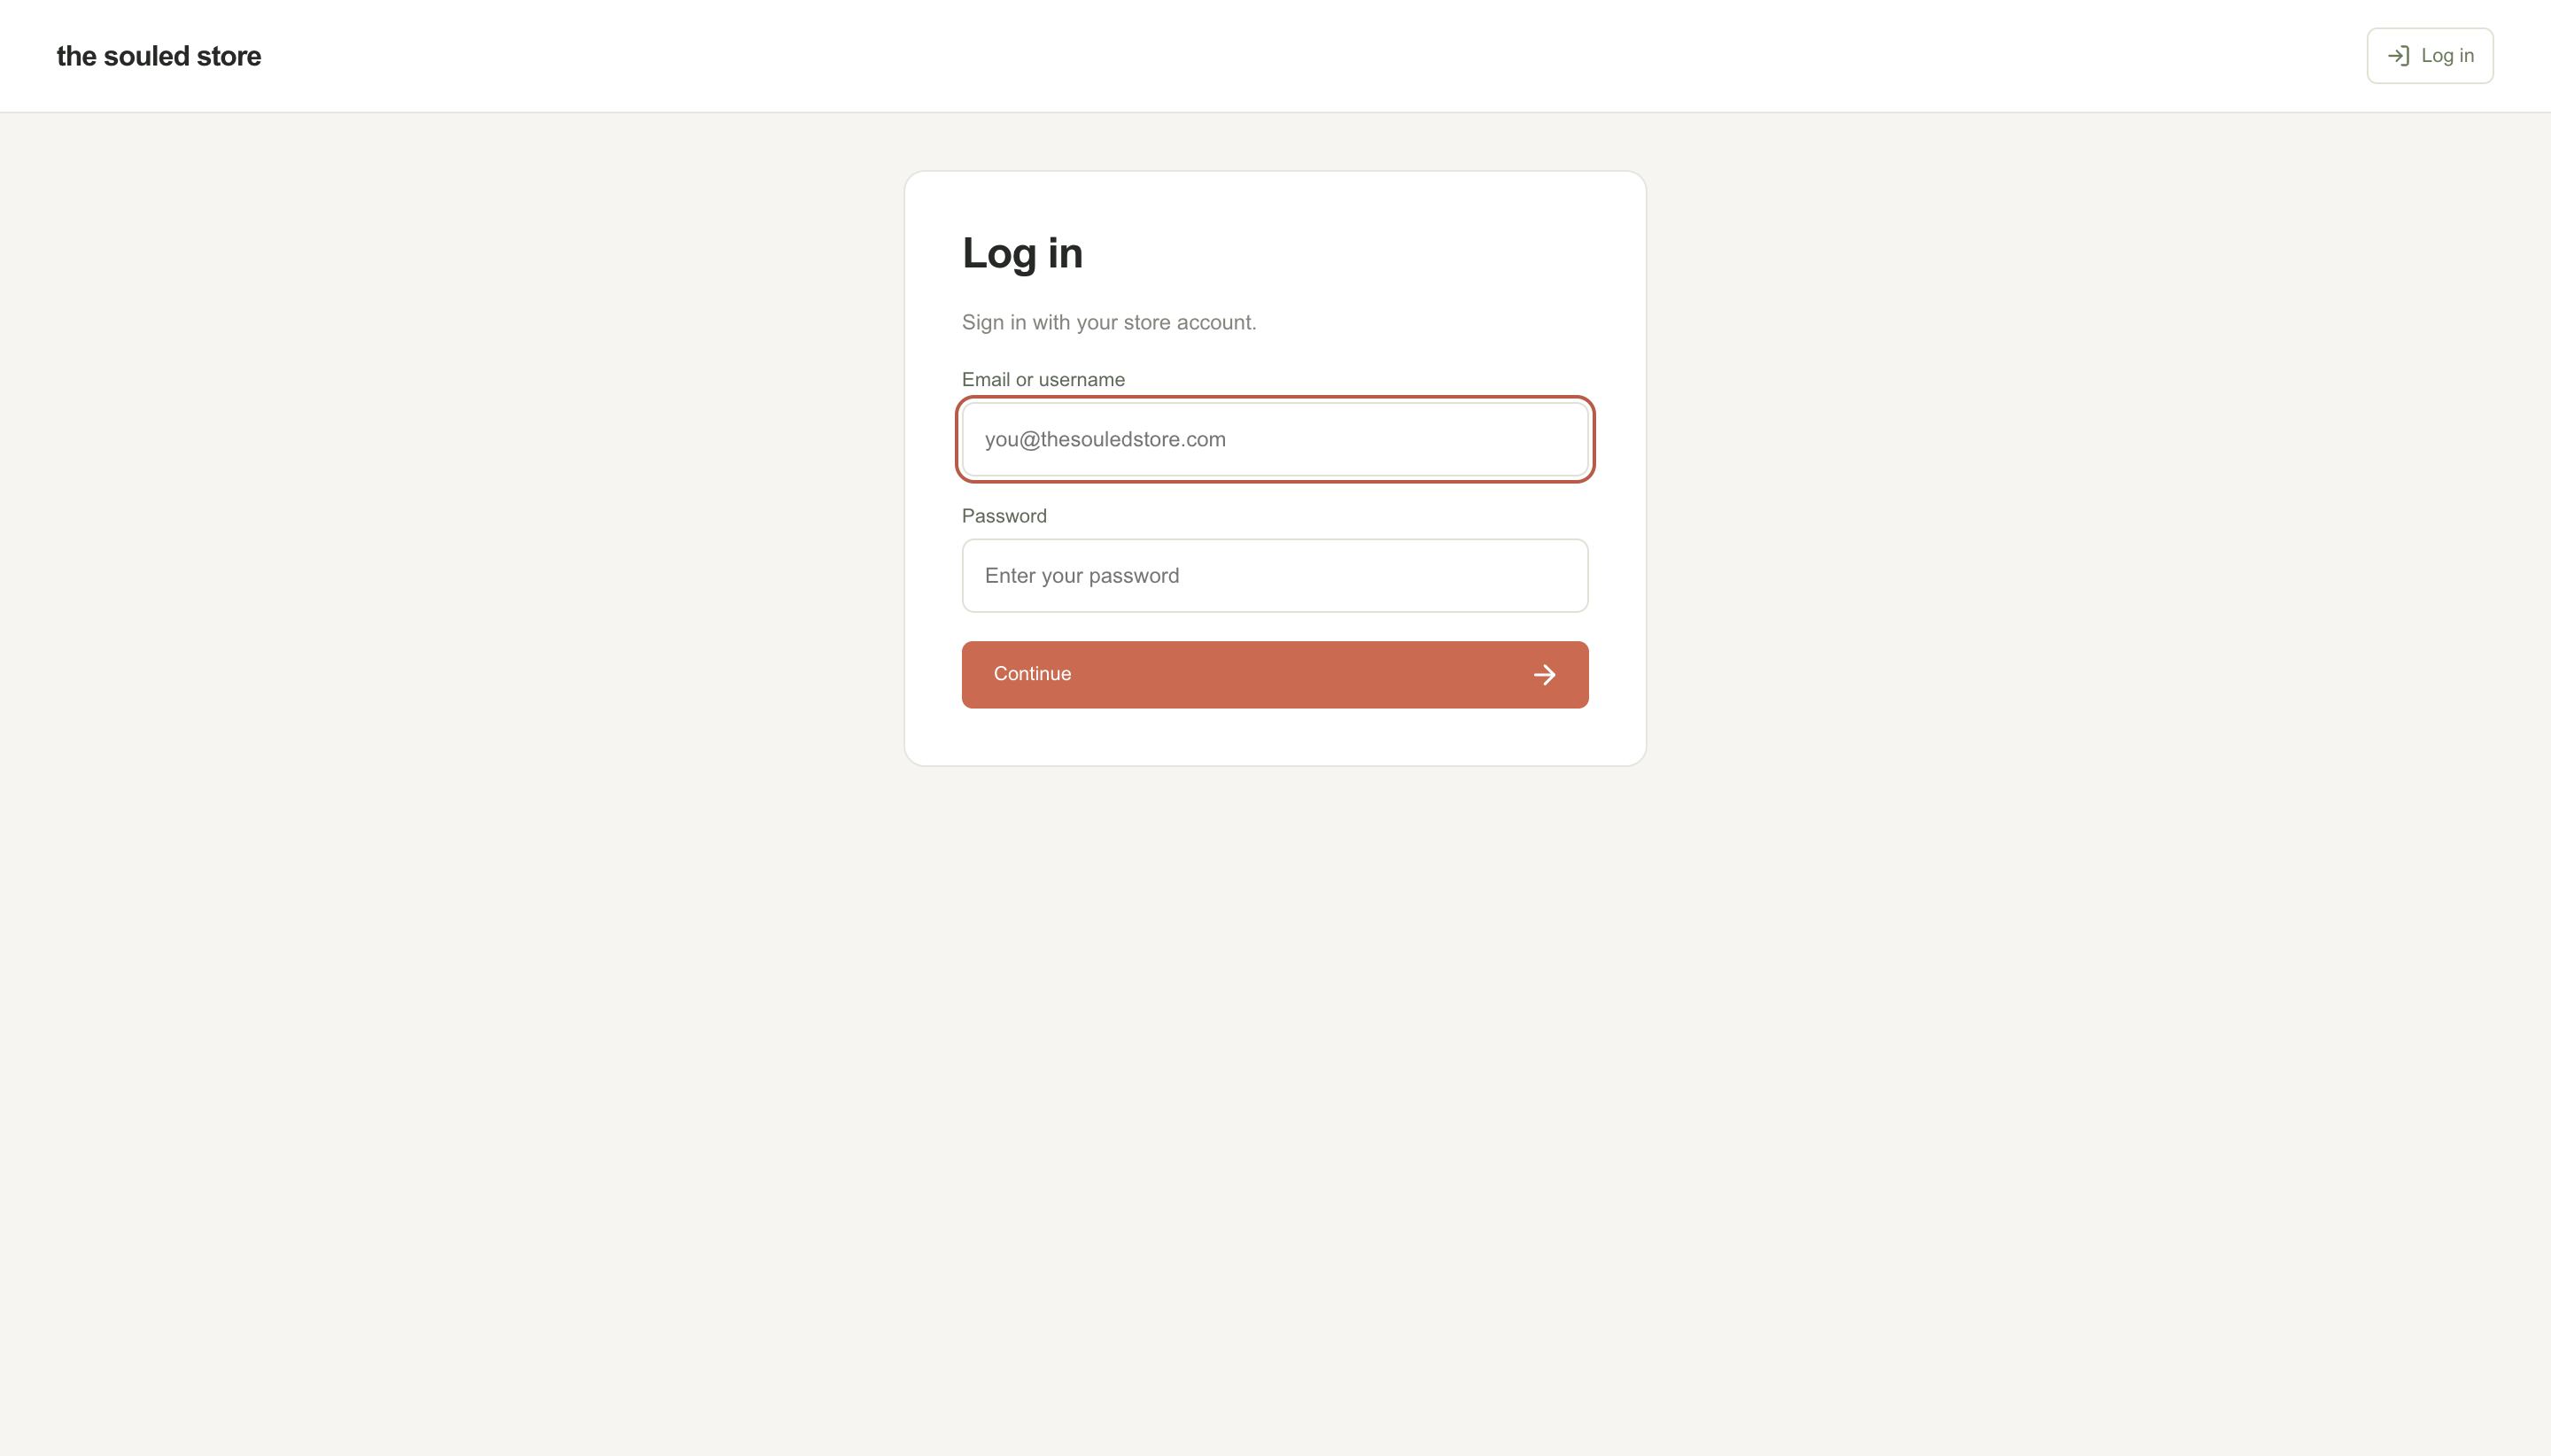 the souled store
Log in
Log in
Sign in with your store account.
Email or username
you@thesouledstore.com
Password
Enter your password
Continue